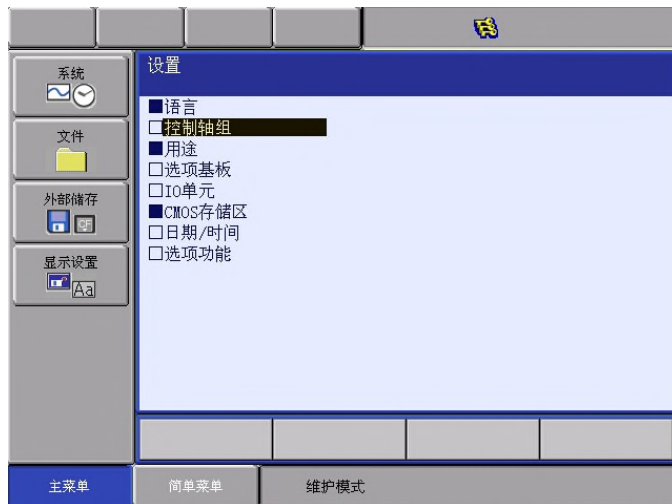 设置
系统
文件
外部储存
CF
显示设置
Aa
■语言
□控制轴组
■用途
□选项基板
□IO单元
■CMOS存储区
□日期/时间
□选项功能
主菜单
简单菜单
维护模式